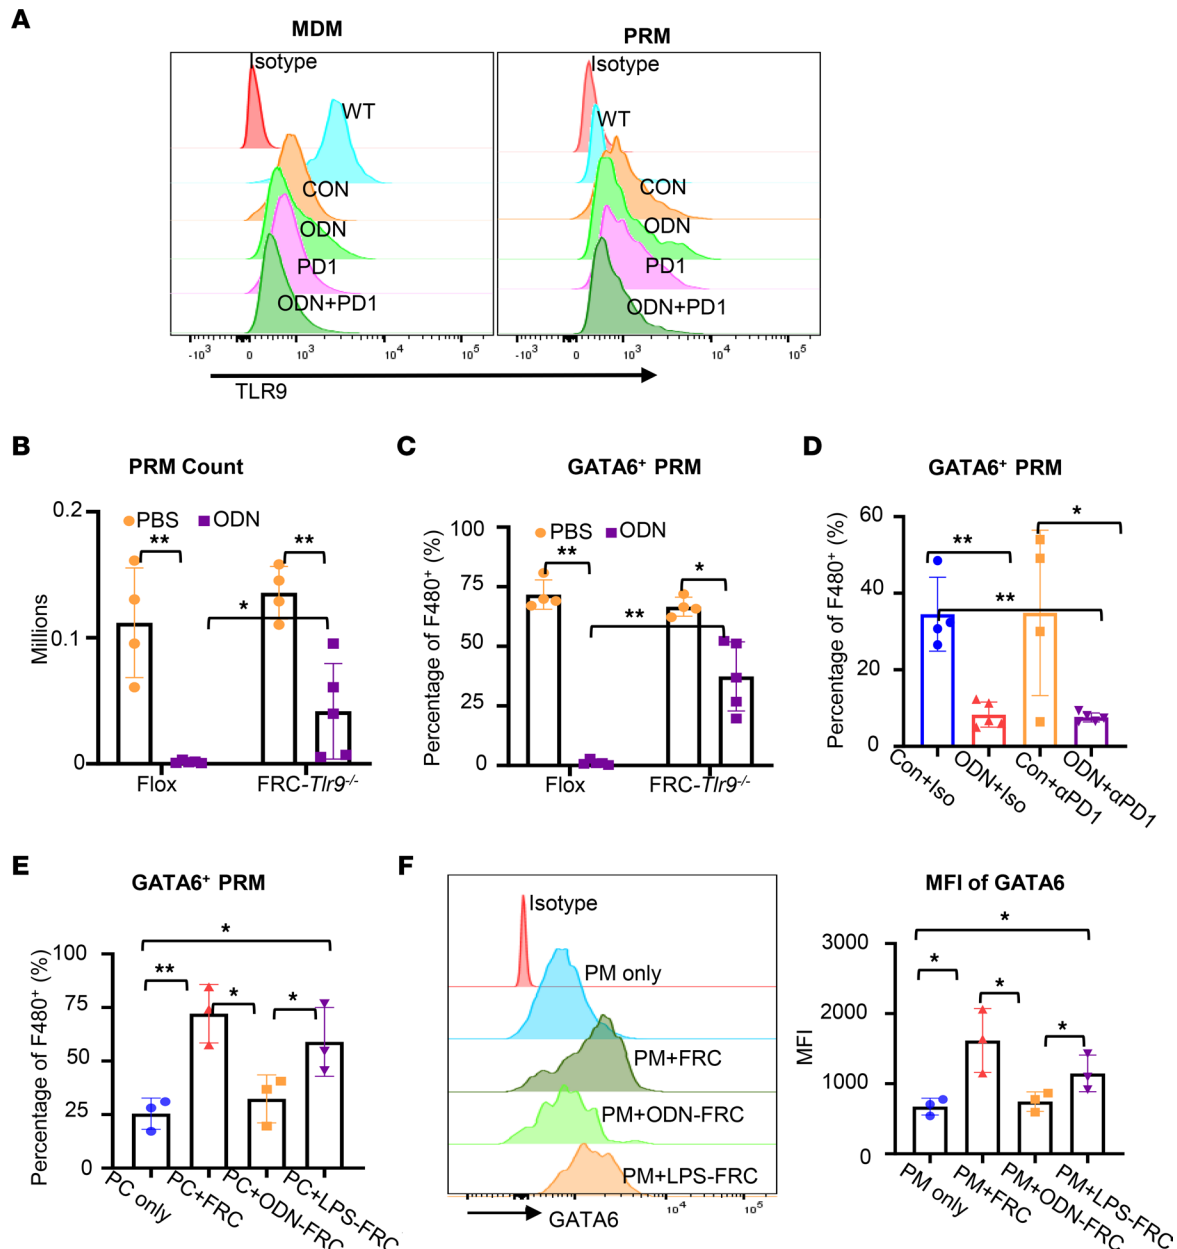 A
MDM
PRM
Isotype
WT
CON
ODN
PD1
ODN+PD1
Isotype
WT
CON
ODN
PD1
ODN+PD1
-10³ 0 10³ 10⁴ 10⁵
-10³ 0 10³ 10⁴ 10⁵
TLR9
B
PRM Count
Millions
0.2
0.1
0
PBS ODN
**
**
*
Flox
FRC-Tlr9-/-
C
GATA6+ PRM
Percentage of F480+ (%)
100
75
50
25
0
PBS ODN
**
*
**
Flox
FRC-Tlr9-/-
D
GATA6+ PRM
Percentage of F480+ (%)
60
40
20
0
**
*
**
Con+Iso
ODN+Iso
Con+αPD1
ODN+αPD1
E
GATA6+ PRM
Percentage of F480+ (%)
100
75
50
25
0
*
**
*
*
PC only
PC+FRC
PC+ODN-FRC
PC+LPS-FRC
F
Isotype
PM only
PM+FRC
PM+ODN-FRC
PM+LPS-FRC
10⁴ 10⁵
GATA6
MFI of GATA6
MFI
3000
2000
1000
0
*
*
*
*
PM only
PM+FRC
PM+ODN-FRC
PM+LPS-FRC